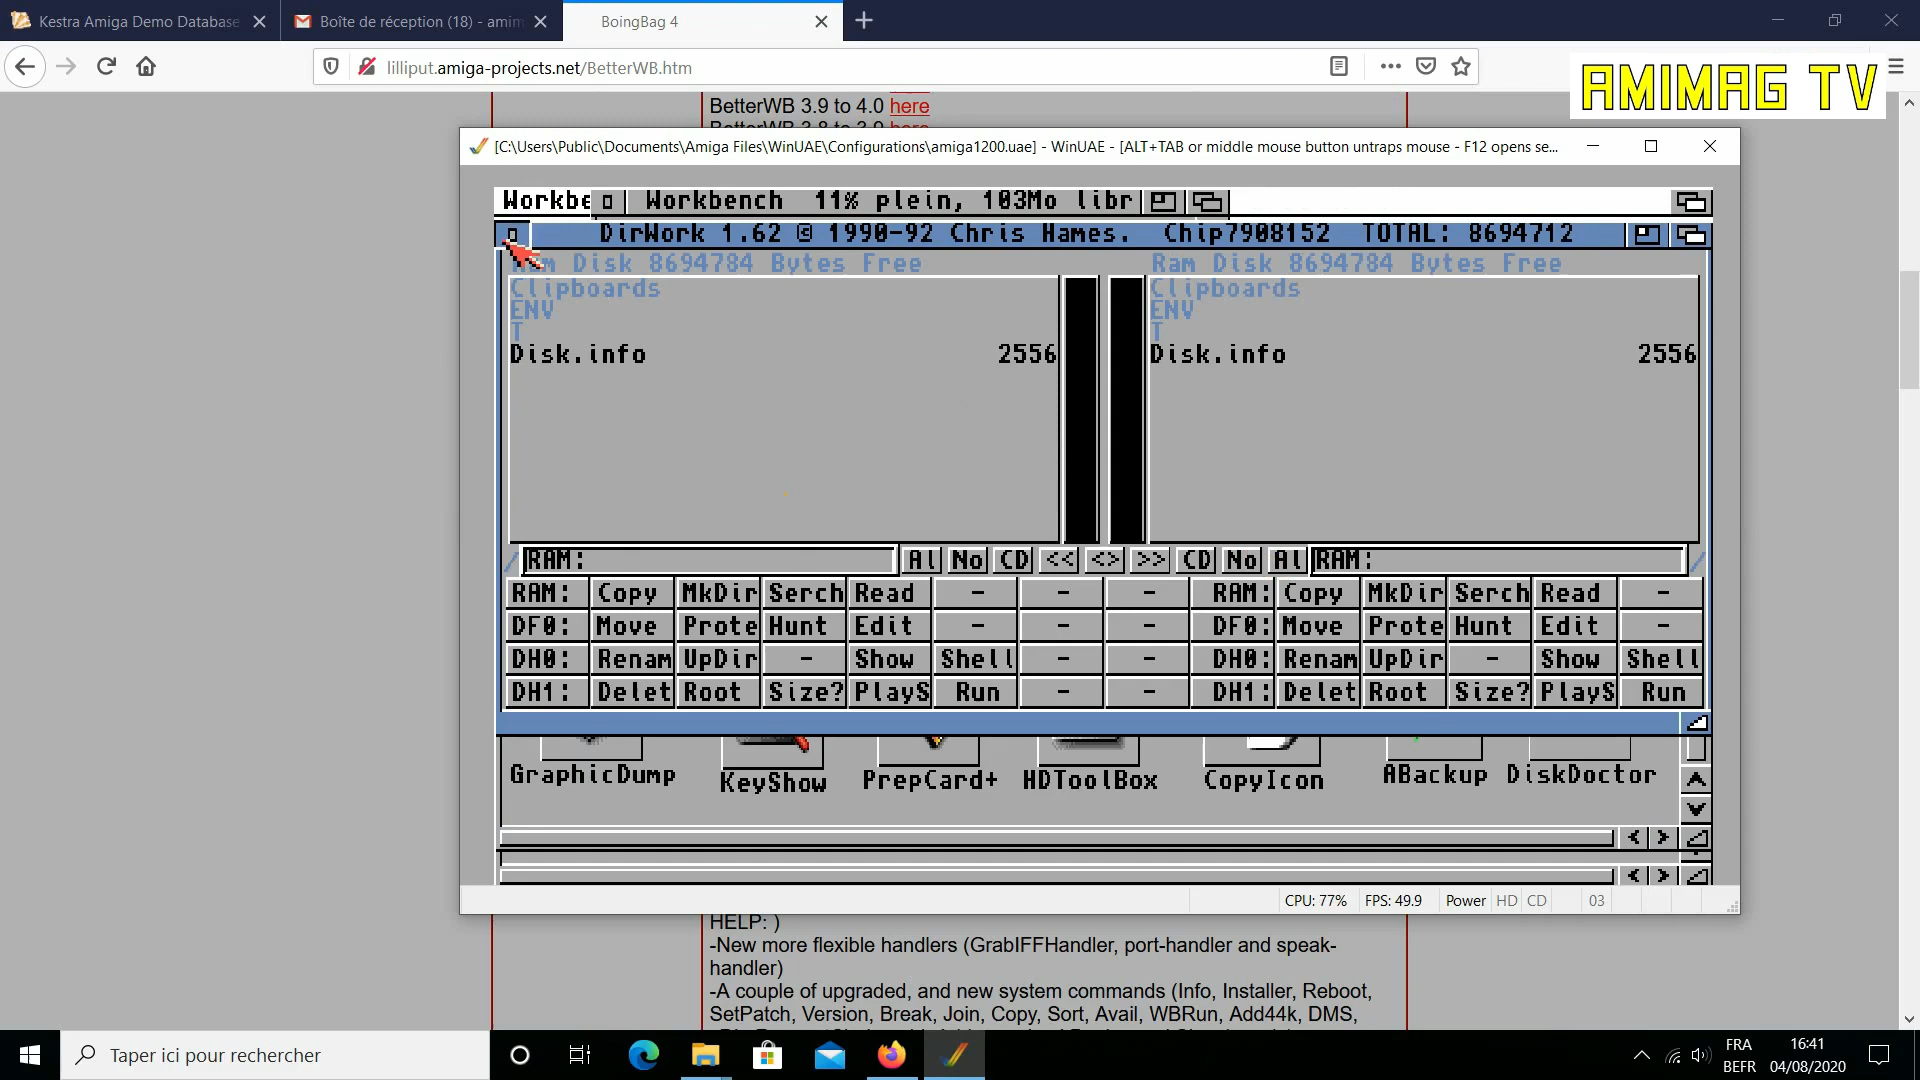 Kestra Amiga Demo Database
Boîte de réception (18) - amim
BoingBag 4
lilliput.amiga-projects.net/BetterWB.htm
AMIMAG TV
BetterWB 3.9 to 4.0 here
BetterWB 3.8 to 3.9 here
[C:\Users\Public\Documents\Amiga Files\WinUAE\Configurations\amiga1200.uae] - WinUAE - [ALT+TAB or middle mouse button untraps mouse - F12 opens se...
Workbe Workbench 11% plein, 103Mo libr
DirWork 1.62 © 1990-92 Chris Hames. Chip7908152 TOTAL: 8694712
Ram Disk 8694784 Bytes Free Ram Disk 8694784 Bytes Free
Clipboards Clipboards
ENV ENV
T T
Disk.info 2556 Disk.info 2556
RAM: Al No CD << <> >> CD No Al RAM:
RAM: Copy MkDir Serch Read - - - RAM: Copy MkDir Serch Read -
DF0: Move Prote Hunt Edit - - - DF0: Move Prote Hunt Edit -
DH0: Renam UpDir - Show Shell - - DH0: Renam UpDir - Show Shell
DH1: Delet Root Size? PlayS Run - - DH1: Delet Root Size? PlayS Run
GraphicDump KeyShow PrepCard+ HDToolBox CopyIcon ABackup DiskDoctor
CPU: 77% FPS: 49.9 Power HD CD 03
HELP: )
-New more flexible handlers (GrabIFFHandler, port-handler and speak-
handler)
-A couple of upgraded, and new system commands (Info, Installer, Reboot,
SetPatch, Version, Break, Join, Copy, Sort, Avail, WBRun, Add44k, DMS,
Taper ici pour rechercher
FRA
BEFR
16:41
04/08/2020